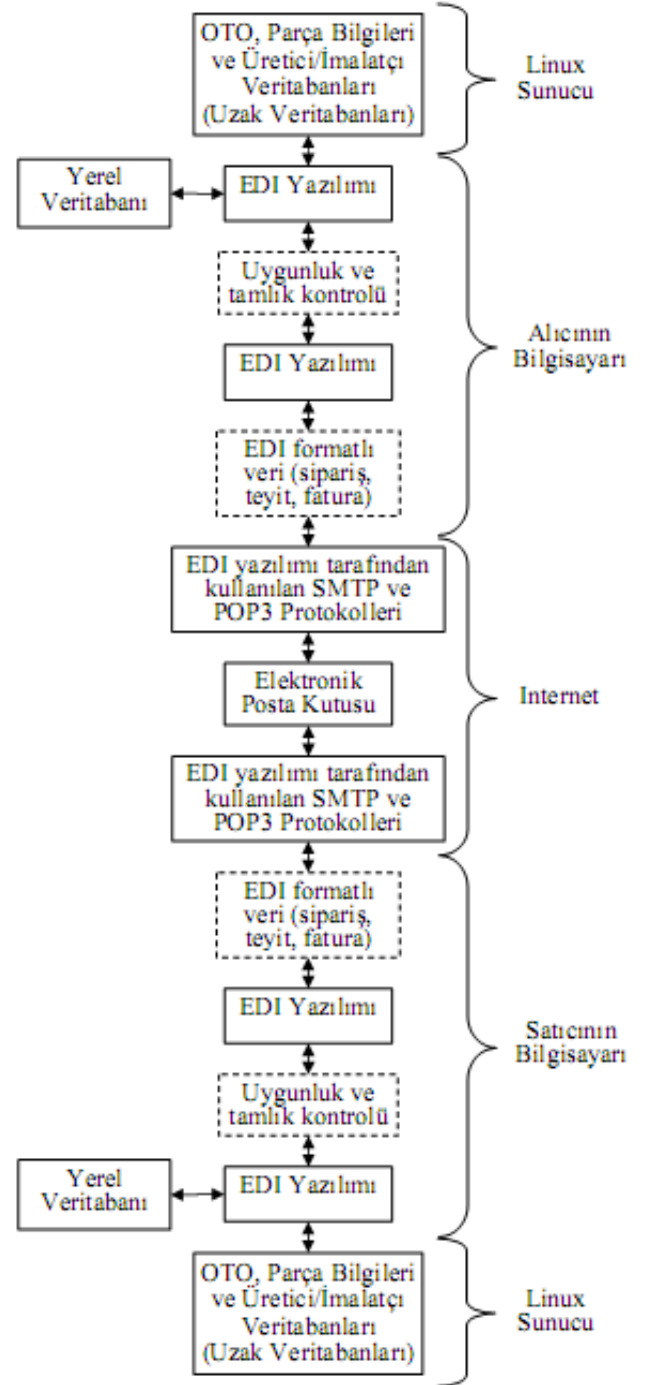 OTO, Parça Bilgileri
ve Üretici/İmalatçı
Veritabanları
(Uzak Veritabanları)
Linux
Sunucu
Yerel
Veritabanı
EDI Yazılımı
Uygunluk ve
tamlik kontrolü
EDI Yazılımı
Alıcının
Bilgisayarı
EDI formatlı
veri (sipariş,
teyit, fatura)
EDI yazılımı tarafından
kullanılan SMTP ve
POP3 Protokolleri
Elektronik
Posta Kutusu
Internet
EDI yazılımı tarafından
kullanılan SMTP ve
POP3 Protokolleri
EDI formatlı
veri (sipariş,
teyit, fatura)
EDI Yazılımı
Satıcının
Bilgisayarı
Uygunluk ve
tamlik kontrolü
Yerel
Veritabanı
EDI Yazılımı
OTO, Parça Bilgileri
ve Üretici/İmalatçı
Veritabanları
(Uzak Veritabanları)
Linux
Sunucu